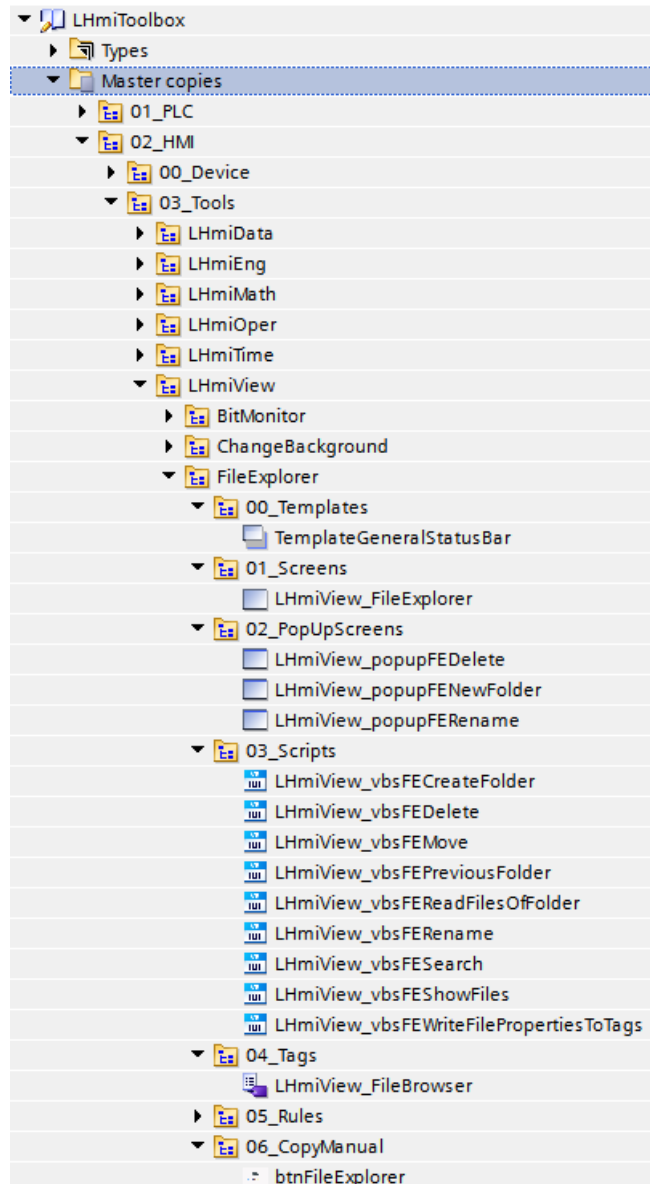 LHmiToolbox
Types
Master copies
01_PLC
02_HMI
00_Device
03_Tools
LHmiData
LHmiEng
LHmiMath
LHmiOper
LHmiTime
LHmiView
BitMonitor
ChangeBackground
FileExplorer
00_Templates
TemplateGeneralStatusBar
01_Screens
LHmiView_FileExplorer
02_PopUpScreens
LHmiView_popupFEDelete
LHmiView_popupFENewFolder
LHmiView_popupFERename
03_Scripts
LHmiView_vbsFECreateFolder
LHmiView_vbsFEDelete
LHmiView_vbsFEMove
LHmiView_vbsFEPreviousFolder
LHmiView_vbsFEReadFilesOfFolder
LHmiView_vbsFERename
LHmiView_vbsFESearch
LHmiView_vbsFEShowFiles
LHmiView_vbsFEWriteFilePropertiesToTags
04_Tags
LHmiView_FileBrowser
05_Rules
06_CopyManual
btnFileExplorer